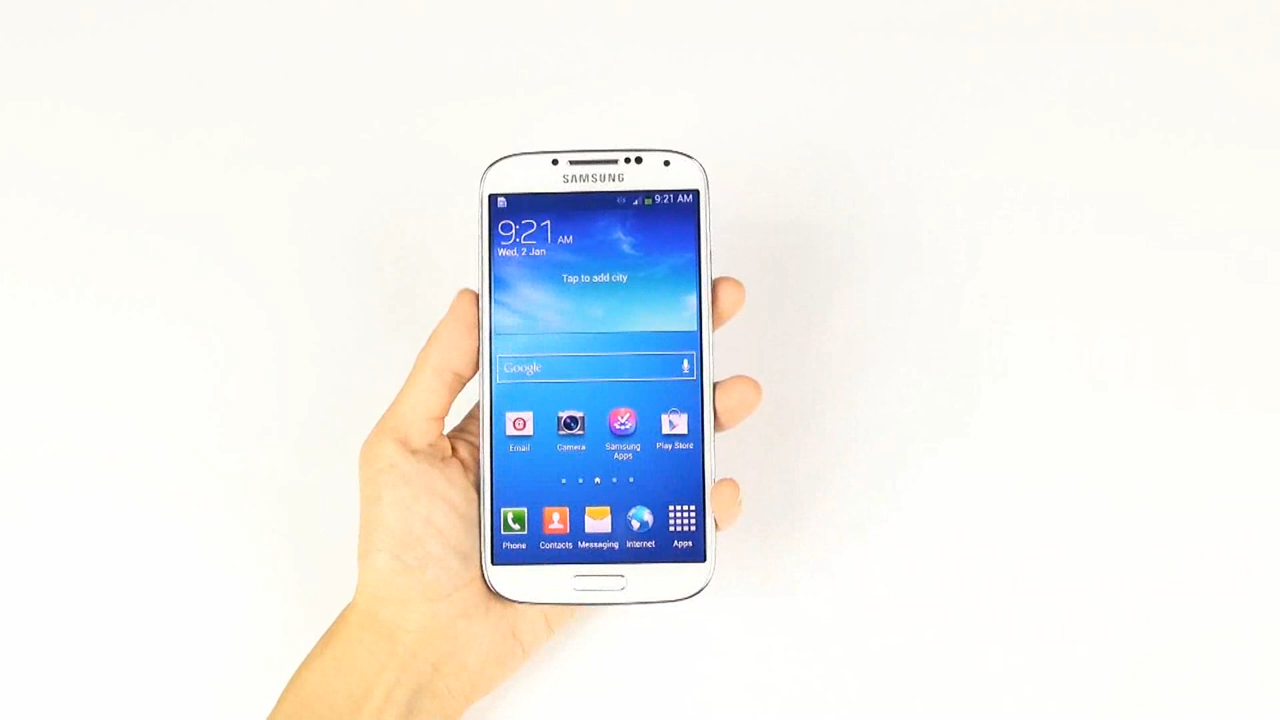 SAMSUNG
9:21 AM
9:21 AM
Wed, 2 Jan
Tap to add city
Google
Email Camera Samsung Apps Play Store
Phone Contacts Messaging Internet Apps